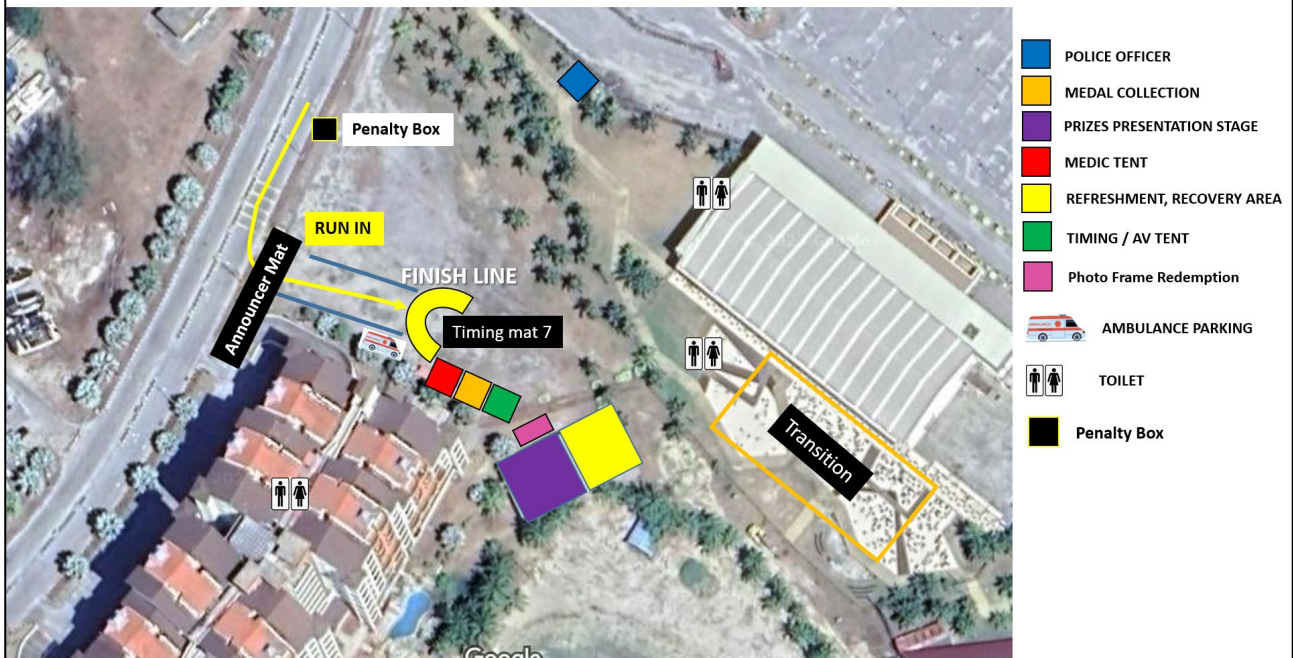 Penalty Box
RUN IN
Announcer Mat
FINISH LINE
Timing mat 7
Transition
Google
POLICE OFFICER
MEDAL COLLECTION
PRIZES PRESENTATION STAGE
MEDIC TENT
REFRESHMENT, RECOVERY AREA
TIMING / AV TENT
Photo Frame Redemption
AMBULANCE PARKING
TOILET
Penalty Box